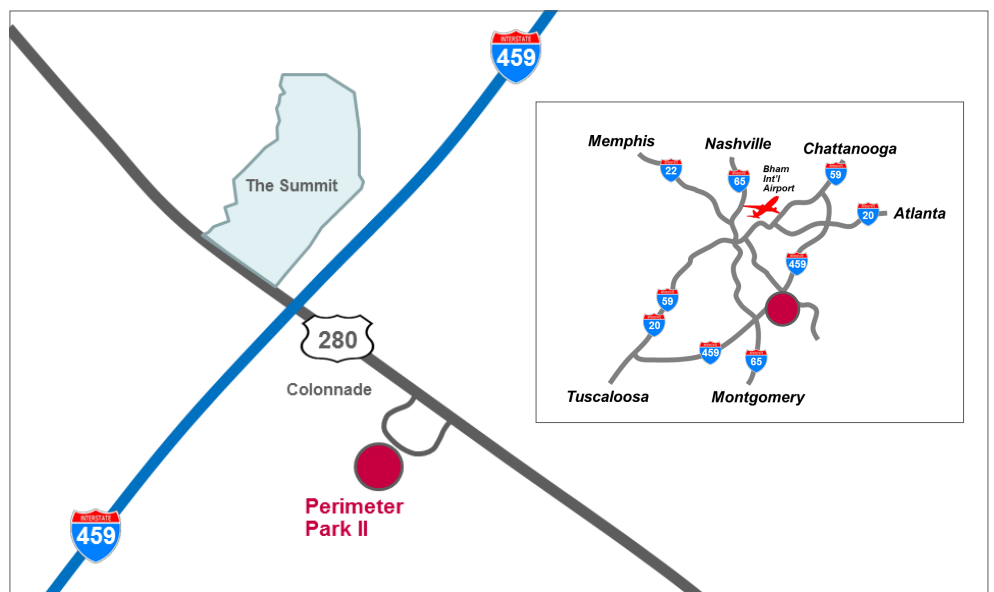 INTERSTATE
459
The Summit
280
Colonnade
Perimeter
Park II
INTERSTATE
459
Memphis
Nashville
Chattanooga
22
65
Bham
Int'l
Airport
59
20
Atlanta
459
59
20
459
65
Tuscaloosa
Montgomery